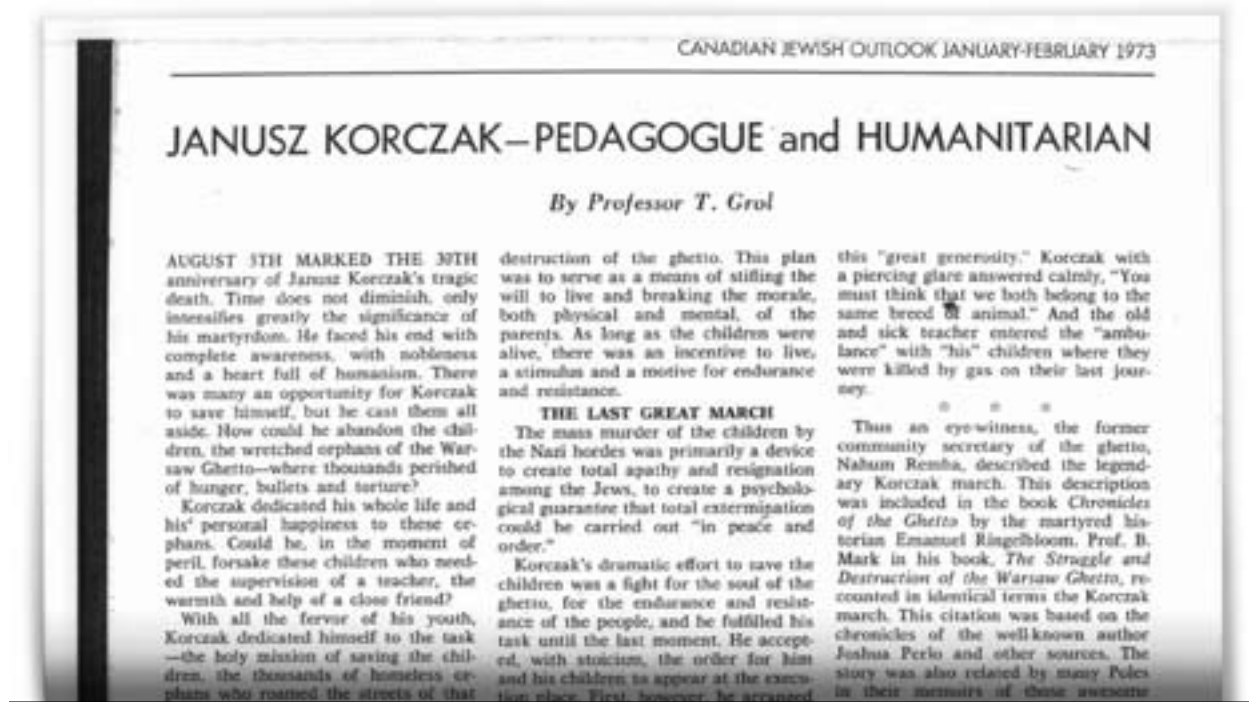 CANADIAN JEWISH OUTLOOK JANUARY-FEBRUARY 1973
JANUSZ KORCZAK—PEDAGOGUE and HUMANITARIAN
By Professor T. Grol
AUGUST 5TH MARKED THE 30TH
anniversary of Janusz Korczak's tragic
death. Time does not diminish, only
intensifies greatly the significance of
his martyrdom. He faced his end with
complete awareness, with nobleness
and a heart full of humanism. There
was many an opportunity for Korczak
to save himself, but he cast them all
aside. How could he abandon the chil-
dren, the wretched orphans of the War-
saw Ghetto—where thousands perished
of hunger, bullets and torture?
Korczak dedicated his whole life and
his' personal happiness to these or-
phans. Could he, in the moment of
peril, forsake these children who need-
ed the supervision of a teacher, the
warmth and help of a close friend?
With all the fervor of his youth,
Korczak dedicated himself to the task
—the holy mission of saving the chil-
dren, the thousands of homeless or-
phans who roamed the streets of that
destruction of the ghetto. This plan
was to serve as a means of stifling the
will to live and breaking the morale,
both physical and mental, of the
parents. As long as the children were
alive, there was an incentive to live,
a stimulus and a motive for endurance
and resistance.
THE LAST GREAT MARCH
The mass murder of the children by
the Nazi hordes was primarily a device
to create total apathy and resignation
among the Jews, to create a psycholo-
gical guarantee that total extermination
could be carried out "in peace and
order."
Korczak's dramatic effort to save the
children was a fight for the soul of the
ghetto, for the endurance and resist-
ance of the people, and he fulfilled his
task until the last moment. He accept-
ed, with stoicism, the order for him
and his children to appear at the execu-
tion place. First, however, he arranged
this "great generosity." Korczak with
a piercing glare answered calmly, "You
must think that we both belong to the
same breed of animal." And the old
and sick teacher entered the "ambu-
lance" with "his" children where they
were killed by gas on their last jour-
ney.
* * *
Thus an eye-witness, the former
community secretary of the ghetto,
Nahum Remba, described the legend-
ary Korczak march. This description
was included in the book Chronicles
of the Ghetto by the martyred his-
torian Emanuel Ringelbloom. Prof. B.
Mark in his book, The Struggle and
Destruction of the Warsaw Ghetto, re-
counted in identical terms the Korczak
march. This citation was based on the
chronicles of the well-known author
Joshua Perlo and other sources. The
story was also related by many Poles
in their memoirs of those awesome